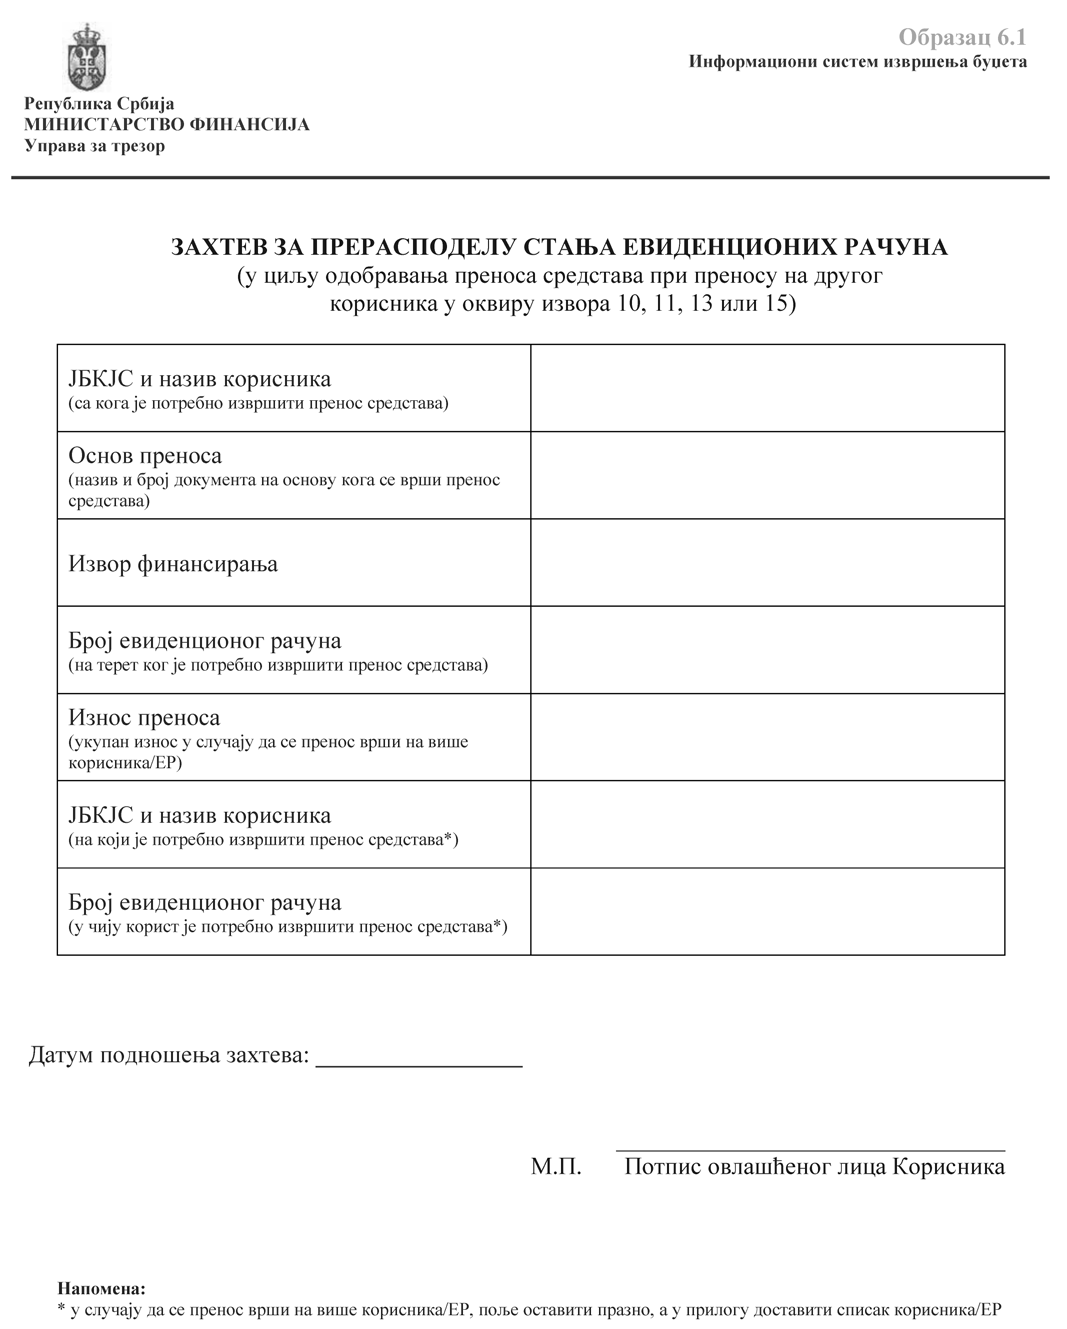 Образац 6.1
Информациони систем извршења буџета
Република Србија
МИНИСТАРСТВО ФИНАНСИЈА
Управа за трезор
ЗАХТЕВ ЗА ПРЕРАСПОДЕЛУ СТАЊА ЕВИДЕНЦИОНИХ РАЧУНА
(у циљу одобравања преноса средстава при преносу на другог
корисника у оквиру извора 10, 11, 13 или 15)
ЈБКЈС и назив корисника
(са кога је потребно извршити пренос средстава)
Основ преноса
(назив и број документа на основу кога се врши пренос
средстава)
Извор финансирања
Број евиденционог рачуна
(на терет ког је потребно извршити пренос средстава)
Износ преноса
(укупан износ у случају да се пренос врши на више
корисника/ЕР)
ЈБКЈС и назив корисника
(на који је потребно извршити пренос средстава*)
Број евиденционог рачуна
(у чију корист је потребно извршити пренос средстава*)
Датум подношења захтева: _________________
М.П. Потпис овлашћеног лица Корисника
Напомена:
* у случају да се пренос врши на више корисника/ЕР, поље оставити празно, а у прилогу доставити списак корисника/ЕР